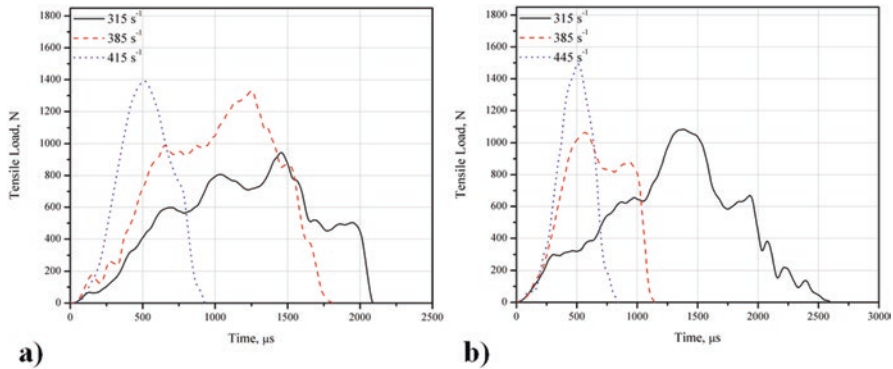 1800
1600
1400
1200
1000
800
600
400
200
0
Tensile Load, N
315 s⁻¹
385 s⁻¹
415 s⁻¹
0 500 1000 1500 2000 2500
Time, μs
a)
1800
1600
1400
1200
1000
800
600
400
200
0
Tensile Load, N
315 s⁻¹
385 s⁻¹
445 s⁻¹
0 500 1000 1500 2000 2500 30000
Time, μs
b)